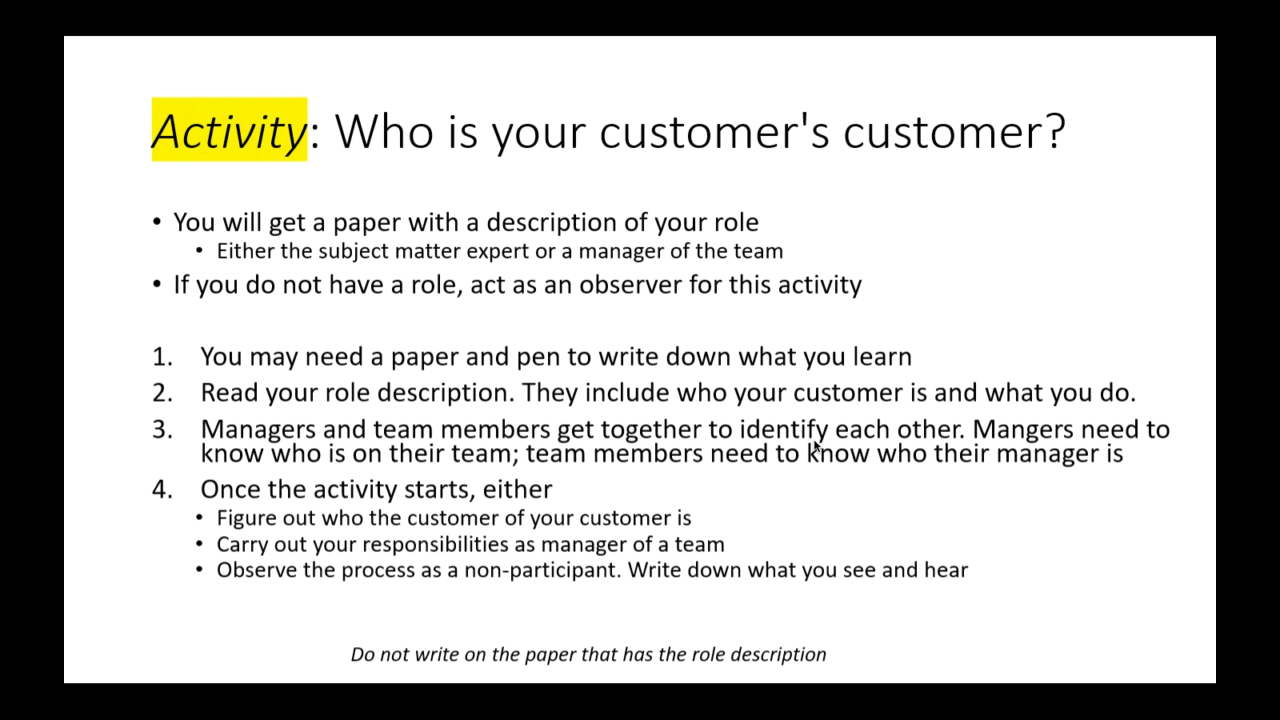 Activity: Who is your customer's customer?
• You will get a paper with a description of your role
• Either the subject matter expert or a manager of the team
• If you do not have a role, act as an observer for this activity
1. You may need a paper and pen to write down what you learn
2. Read your role description. They include who your customer is and what you do.
3. Managers and team members get together to identify each other. Mangers need to
know who is on their team; team members need to know who their manager is
4. Once the activity starts, either
• Figure out who the customer of your customer is
• Carry out your responsibilities as manager of a team
• Observe the process as a non-participant. Write down what you see and hear
Do not write on the paper that has the role description